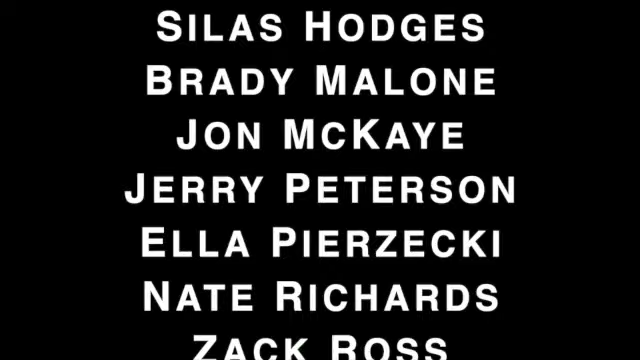 SILAS HODGES
BRADY MALONE
JON MCKAYE
JERRY PETERSON
ELLA PIERZECKI
NATE RICHARDS
ZACK ROSS